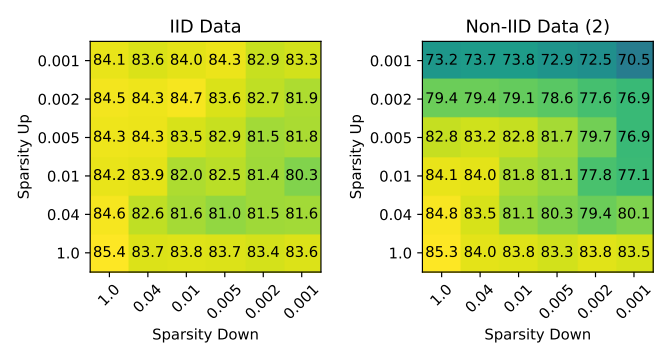 IID Data
Sparsity Up
0.001 84.1 83.6 84.0 84.3 82.9 83.3
0.002 84.5 84.3 84.7 83.6 82.7 81.9
0.005 84.3 84.3 83.5 82.9 81.5 81.8
0.01 84.2 83.9 82.0 82.5 81.4 80.3
0.04 84.6 82.6 81.6 81.0 81.5 81.6
1.0 85.4 83.7 83.8 83.7 83.4 83.6
1.0 0.04 0.01 0.005 0.002 0.001
Sparsity Down
Non-IID Data (2)
Sparsity Up
0.001 73.2 73.7 73.8 72.9 72.5 70.5
0.002 79.4 79.4 79.1 78.6 77.6 76.9
0.005 82.8 83.2 82.8 81.7 79.7 76.9
0.01 84.1 84.0 81.8 81.1 77.8 77.1
0.04 84.8 83.5 81.1 80.3 79.4 80.1
1.0 85.3 84.0 83.8 83.3 83.8 83.5
1.0 0.04 0.01 0.005 0.002 0.001
Sparsity Down